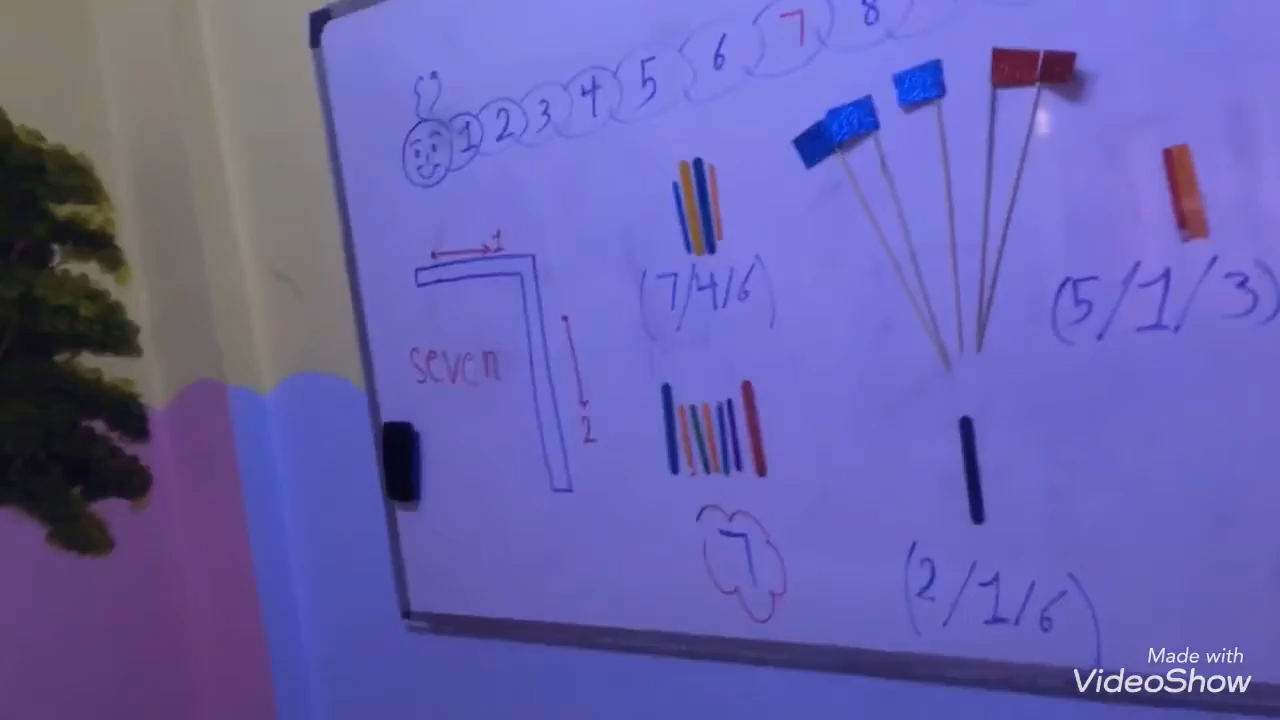 1 2 3 4 5 6 7 8
1
seven
2
(7/4/6)
(5/1/3)
7
(2/1/6)
Made with
VideoShow